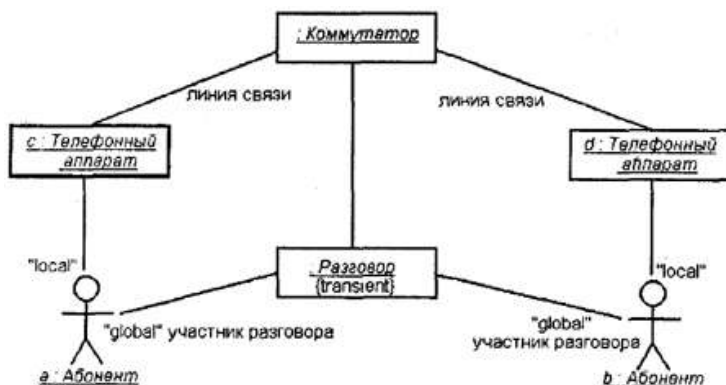 : Коммутатор
линия связи
линия связи
c : Телефонный
аппарат
d : Телефонный
аппарат
"local"
: Разговор
{transient}
"local"
"global" участник разговора
"global"
участник разговора
a : Абонент
b : Абонент